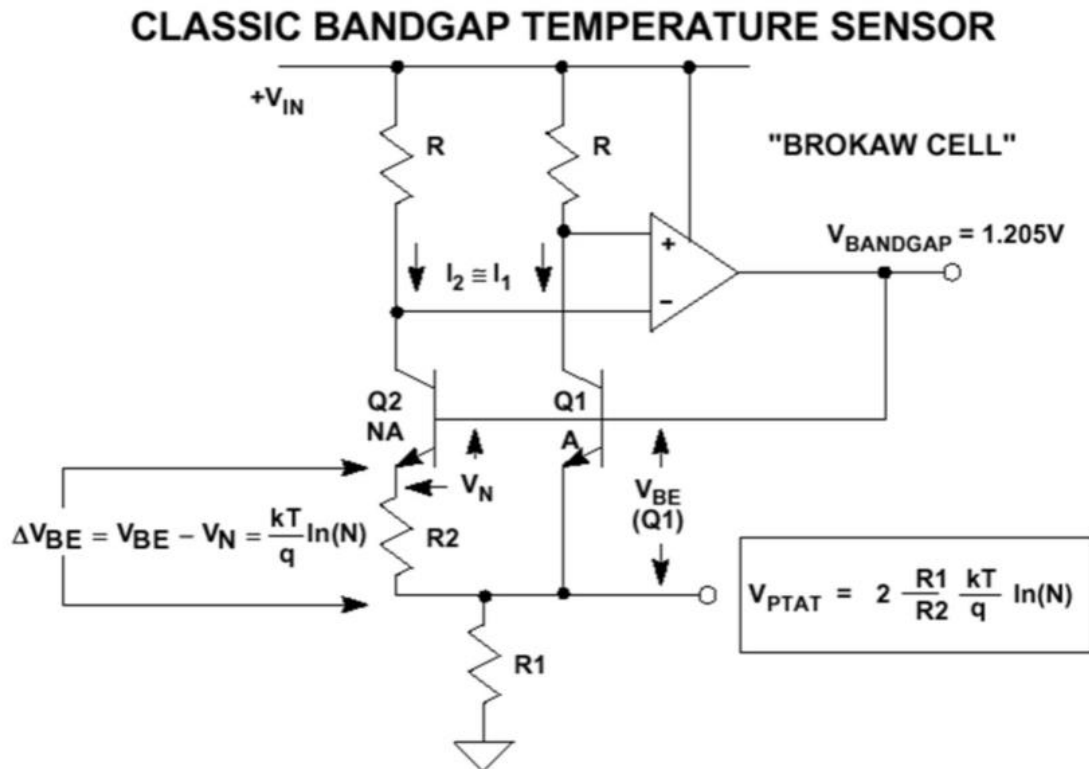 CLASSIC BANDGAP TEMPERATURE SENSOR
+V_IN
R
R
"BROKAW CELL"
V_BANDGAP = 1.205V
+
I_2 ≅ I_1
−
Q2
NA
Q1
A
V_N
V_BE
(Q1)
ΔV_BE = V_BE − V_N = kT/q ln(N)
R2
V_PTAT = 2 R1/R2 kT/q ln(N)
R1